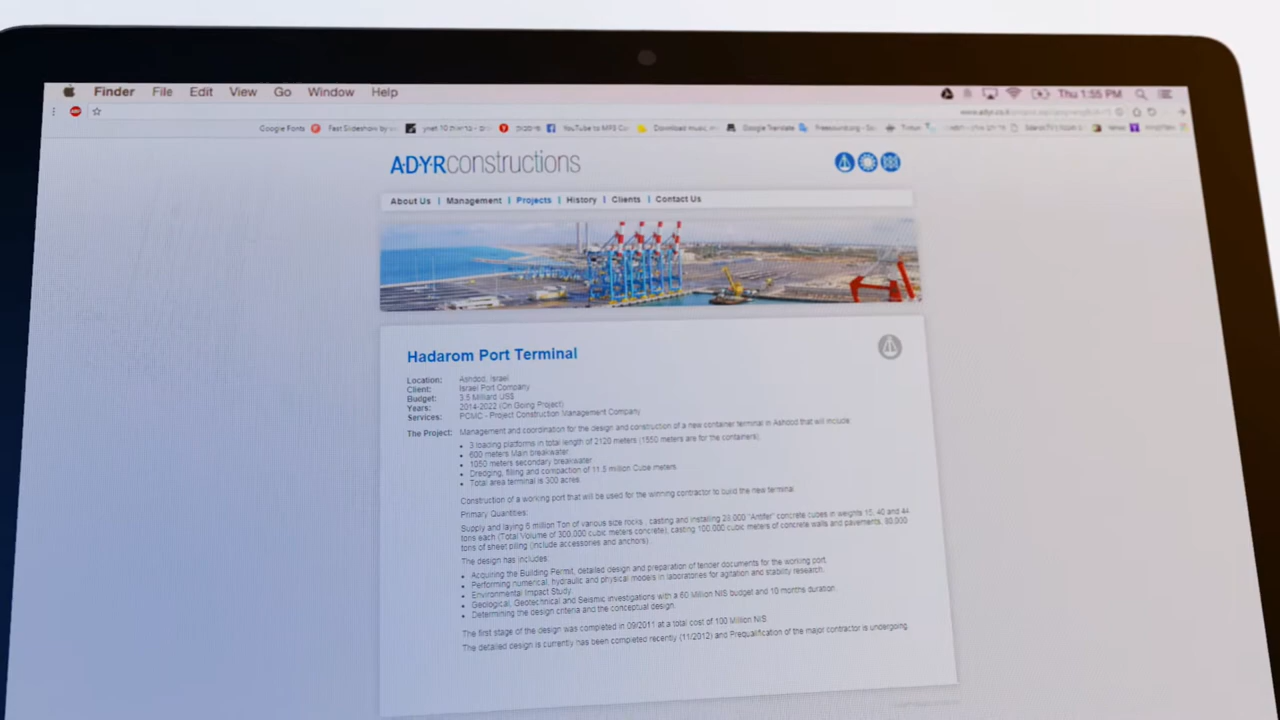 Finder File Edit View Go Window Help Thu 1:55 PM
Google Fonts Fast Slideshow by YouTube to MP3 Download music, Google Translate
A·D·Y·R constructions
About Us | Management | Projects | History | Clients | Contact Us
Hadarom Port Terminal
Location: Ashdod, Israel
Client: Israel Port Company
Budget: 3.5 Milliard US$
Years: 2014-2022 (On Going Project)
Services: PCMC - Project Construction Management Company
The Project: Management and coordination for the design and construction of a new container terminal in Ashdod that will include:
• 3 loading platforms in total length of 2120 meters (1550 meters are for the containers).
• 600 meters Main breakwater.
• 1050 meters secondary breakwater.
• Dredging, filling and compaction of 11.5 million Cube meters.
• Total area terminal is 300 acres.
Construction of a working port that will be used for the winning contractor to build the new terminal
Primary Quantities:
Supply and laying 6 million Ton of various size rocks , casting and installing 28,000 "Antifer" concrete cubes in weights 15, 40 and 44
tons each (Total Volume of 300,000 cubic meters concrete), casting 100,000 cubic meters of concrete walls and pavements, 80,000
tons of sheet piling (include accessories and anchors).
The design has includes:
• Acquiring the Building Permit, detailed design and preparation of tender documents for the working port.
• Performing numerical, hydraulic and physical models in laboratories for agitation and stability research.
• Environmental Impact Study.
• Geological, Geotechnical and Seismic investigations with a 60 Million NIS budget and 10 months duration.
• Determining the design criteria and the conceptual design.
The first stage of the design was completed in 09/2011 at a total cost of 100 Million NIS.
The detailed design is currently has been completed recently (11/2012) and Prequalification of the major contractor is undergoing.